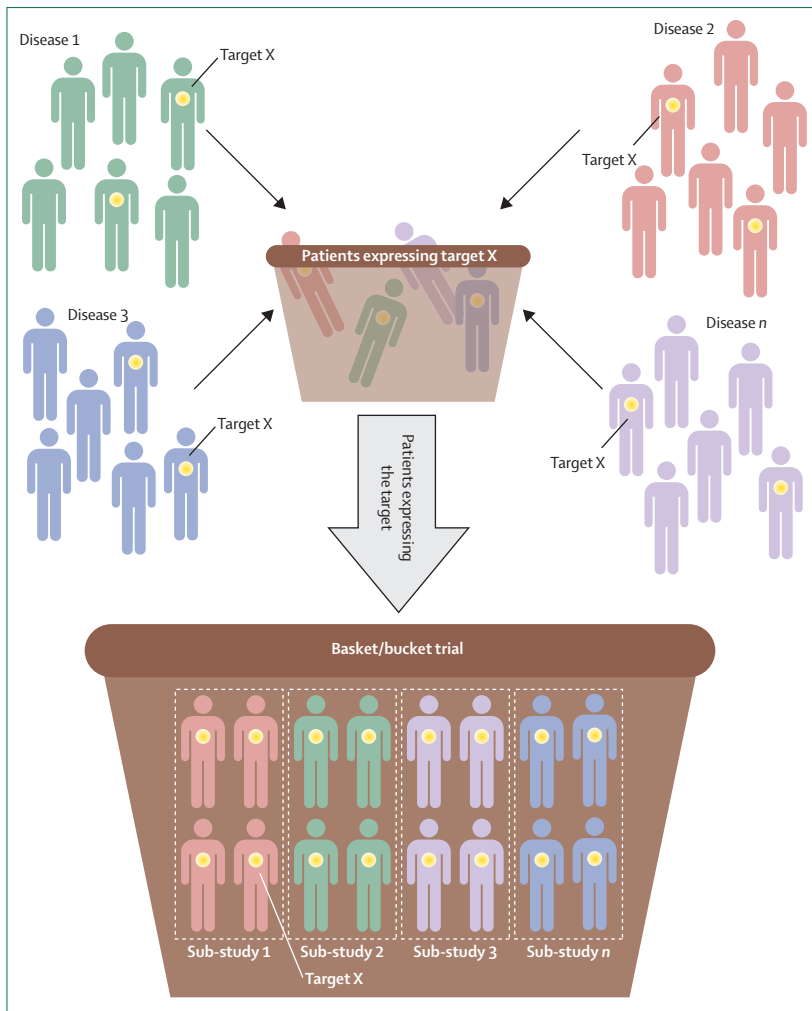 Disease 1
Target X
Disease 2
Target X
Patients expressing target X
Disease 3
Target X
Disease n
Target X
Patients expressing
the target
Basket/bucket trial
Sub-study 1
Sub-study 2
Sub-study 3
Sub-study n
Target X